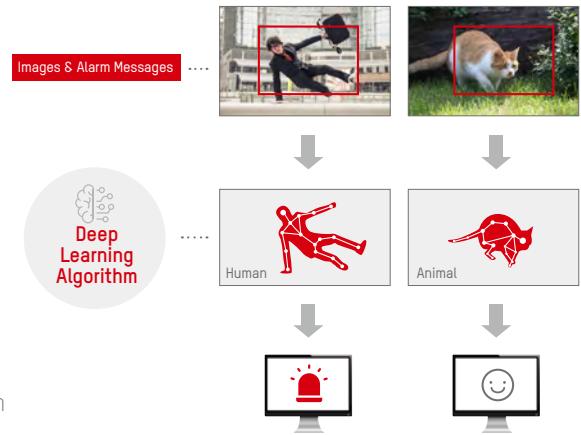 Images & Alarm Messages
Deep
Learning
Algorithm
Human
Animal